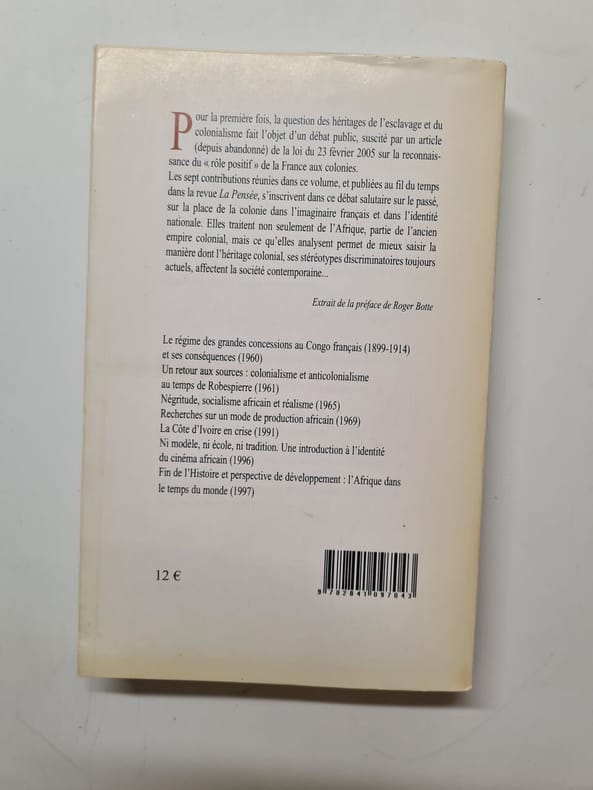 Pour la première fois, la question des héritages de l'esclavage et du
colonialisme fait l'objet d'un débat public, suscité par un article
(depuis abandonné) de la loi du 23 février 2005 sur la reconnais-
sance du « rôle positif » de la France aux colonies.
Les sept contributions réunies dans ce volume, et publiées au fil du temps
dans la revue La Pensée, s'inscrivent dans ce débat salutaire sur le passé,
sur la place de la colonie dans l'imaginaire français et dans l'identité
nationale. Elles traitent non seulement de l'Afrique, partie de l'ancien
empire colonial, mais ce qu'elles analysent permet de mieux saisir la
manière dont l'héritage colonial, ses stéréotypes discriminatoires toujours
actuels, affectent la société contemporaine...
Extrait de la préface de Roger Botte
Le régime des grandes concessions au Congo français (1899-1914)
et ses conséquences (1960)
Un retour aux sources : colonialisme et anticolonialisme
au temps de Robespierre (1961)
Négritude, socialisme africain et réalisme (1965)
Recherches sur un mode de production africain (1969)
La Côte d'Ivoire en crise (1991)
Ni modèle, ni école, ni tradition. Une introduction à l'identité
du cinéma africain (1996)
Fin de l'Histoire et perspective de développement : l'Afrique dans
le temps du monde (1997)
12 €
9 782841 097043